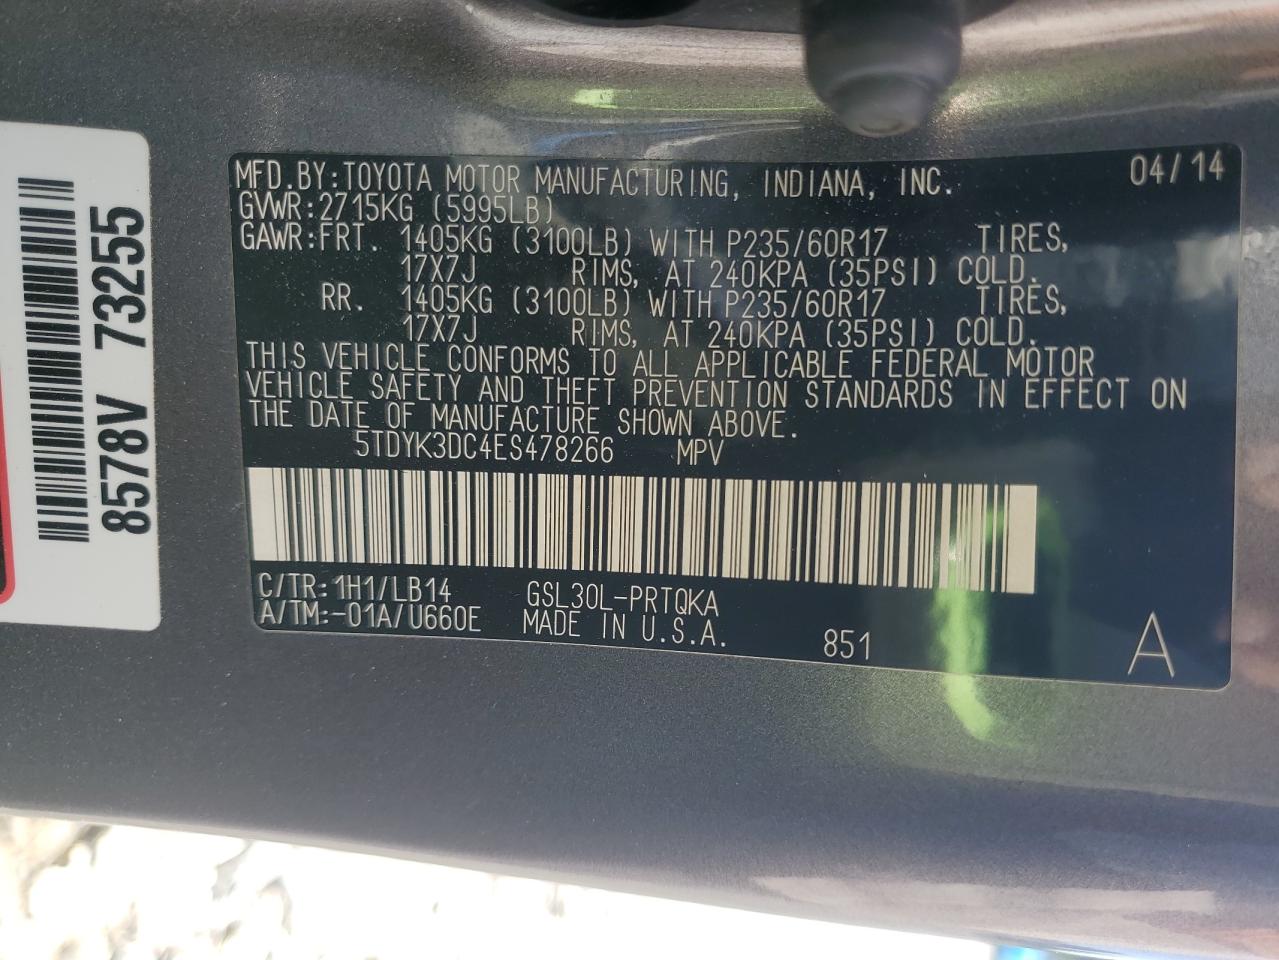 8578V 73255
MFD.BY:TOYOTA MOTOR MANUFACTURING, INDIANA, INC. 04/14
GVWR:2715KG (5995LB)
GAWR:FRT. 1405KG (3100LB) WITH P235/60R17 TIRES,
17X7J RIMS, AT 240KPA (35PSI) COLD.
RR. 1405KG (3100LB) WITH P235/60R17 TIRES,
17X7J RIMS, AT 240KPA (35PSI) COLD.
THIS VEHICLE CONFORMS TO ALL APPLICABLE FEDERAL MOTOR
VEHICLE SAFETY AND THEFT PREVENTION STANDARDS IN EFFECT ON
THE DATE OF MANUFACTURE SHOWN ABOVE.
5TDYK3DC4ES478266 MPV
C/TR:1H1/LB14 GSL30L-PRTQKA
A/TM:-01A/U660E MADE IN U.S.A. 851 A